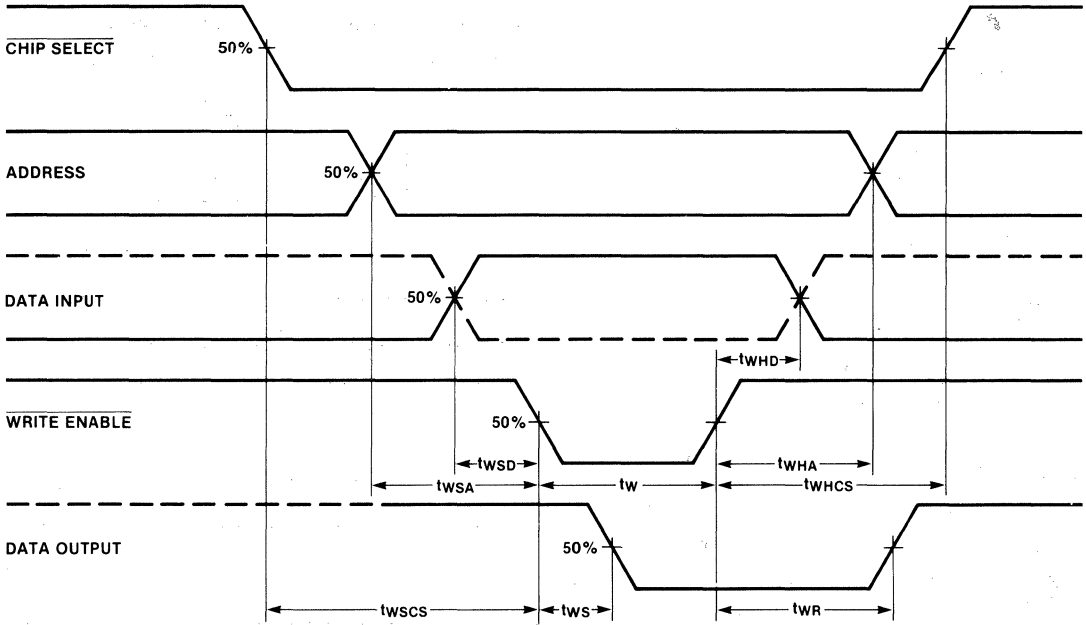 CHIP SELECT
50%
ADDRESS
50%
DATA INPUT
50%
tWHD
WRITE ENABLE
50%
tWSD
tWHA
tWSA
tW
tWHCS
DATA OUTPUT
50%
tWSCS
tWS
tWR